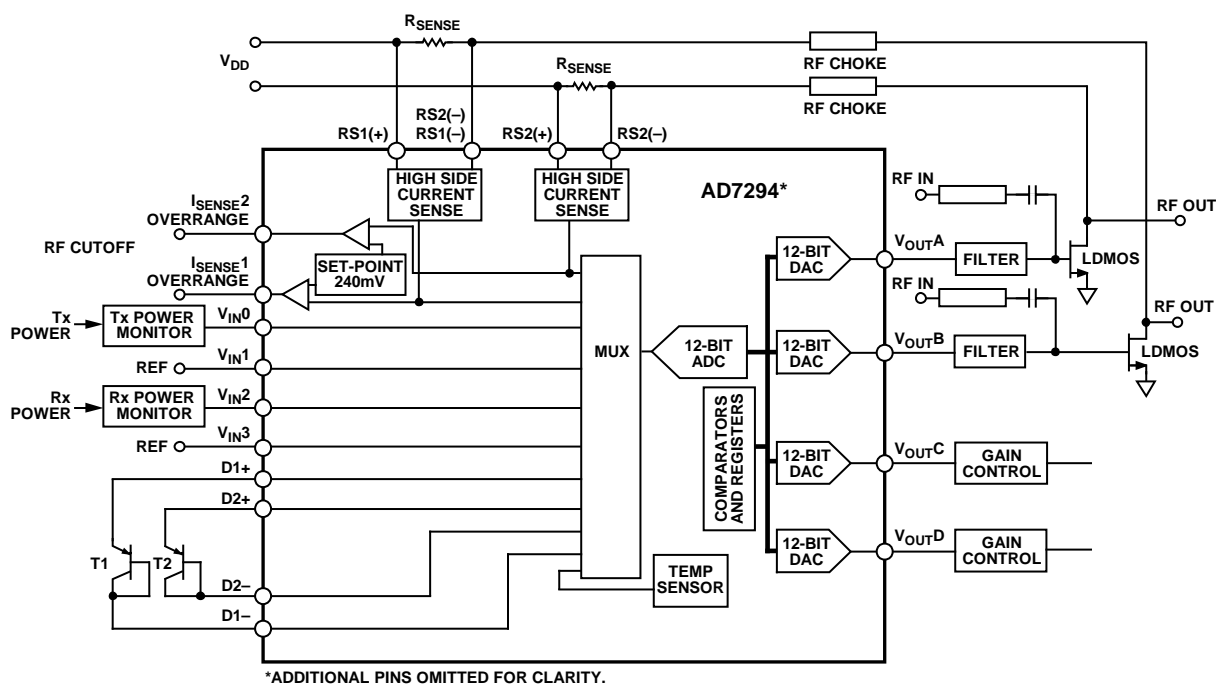 RSENSE
VDD
RF CHOKE
RSENSE
RF CHOKE
RS2(–)
RS1(+)
RS1(–)
RS2(+)
RS2(–)
HIGH SIDE
CURRENT
SENSE
HIGH SIDE
CURRENT
SENSE
AD7294*
RF IN
RF OUT
ISENSE2
OVERRANGE
RF CUTOFF
ISENSE1
OVERRANGE
SET-POINT
240mV
12-BIT
DAC
VOUTA
FILTER
LDMOS
RF IN
RF OUT
Tx
POWER
Tx POWER
MONITOR
VIN0
MUX
12-BIT
ADC
12-BIT
DAC
VOUTB
FILTER
LDMOS
REF
VIN1
Rx
POWER
Rx POWER
MONITOR
VIN2
REF
VIN3
COMPARATORS
AND REGISTERS
12-BIT
DAC
VOUTC
GAIN
CONTROL
D1+
D2+
T1
T2
12-BIT
DAC
VOUTD
GAIN
CONTROL
TEMP
SENSOR
D2–
D1–
*ADDITIONAL PINS OMITTED FOR CLARITY.